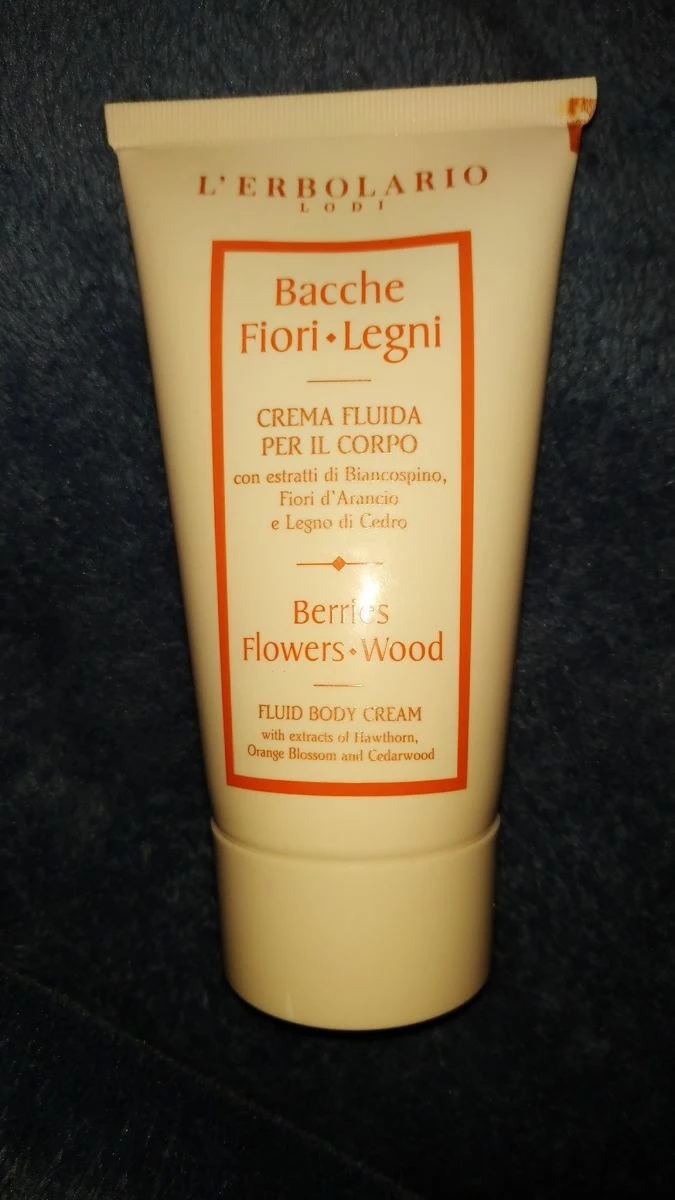 L'ERBOLARIO
LODI
Bacche
Fiori⬥Legni
CREMA FLUIDA
PER IL CORPO
con estratti di Biancospino,
Fiori d'Arancio
e Legno di Cedro
Berries
Flowers⬥Wood
FLUID BODY CREAM
with extracts of Hawthorn,
Orange Blossom and Cedarwood